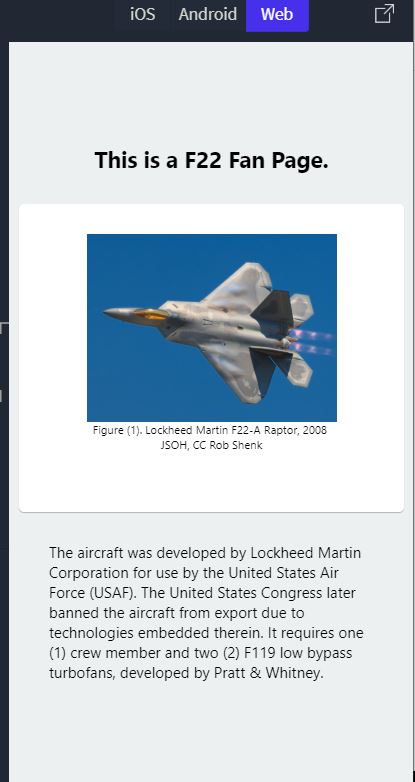 iOS Android Web
This is a F22 Fan Page.
Figure (1). Lockheed Martin F22-A Raptor, 2008
JSOH, CC Rob Shenk
The aircraft was developed by Lockheed Martin
Corporation for use by the United States Air
Force (USAF). The United States Congress later
banned the aircraft from export due to
technologies embedded therein. It requires one
(1) crew member and two (2) F119 low bypass
turbofans, developed by Pratt & Whitney.